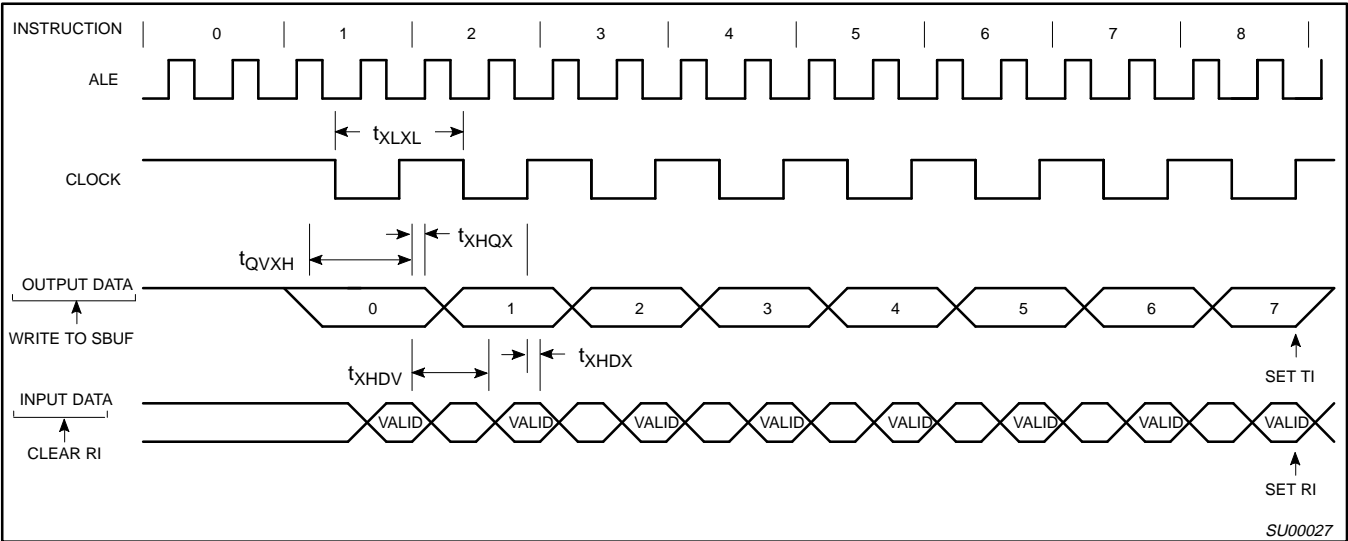 INSTRUCTION 0 1 2 3 4 5 6 7 8
ALE
tXLXL
CLOCK
tQVXH tXHQX
OUTPUT DATA 0 1 2 3 4 5 6 7
WRITE TO SBUF
tXHDV tXHDX
SET TI
INPUT DATA VALID VALID VALID VALID VALID VALID VALID VALID
CLEAR RI
SET RI
SU00027